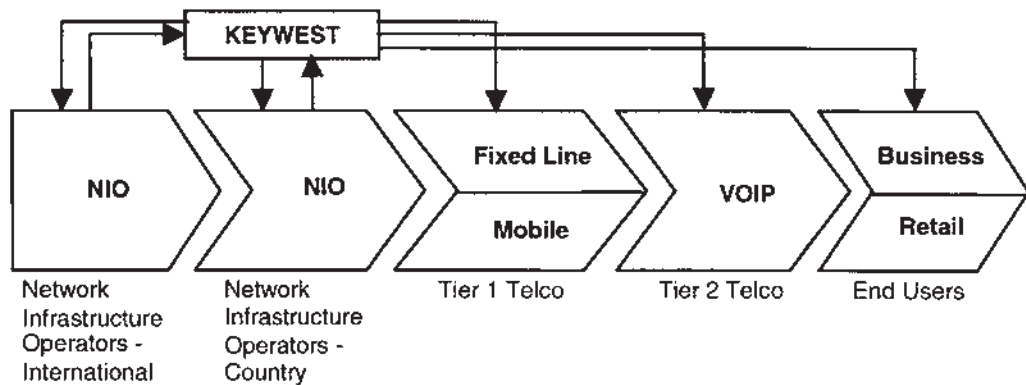 KEYWEST
NIO
NIO
Fixed Line
Mobile
VOIP
Business
Retail
Network
Infrastructure
Operators -
International
Network
Infrastructure
Operators -
Country
Tier 1 Telco
Tier 2 Telco
End Users